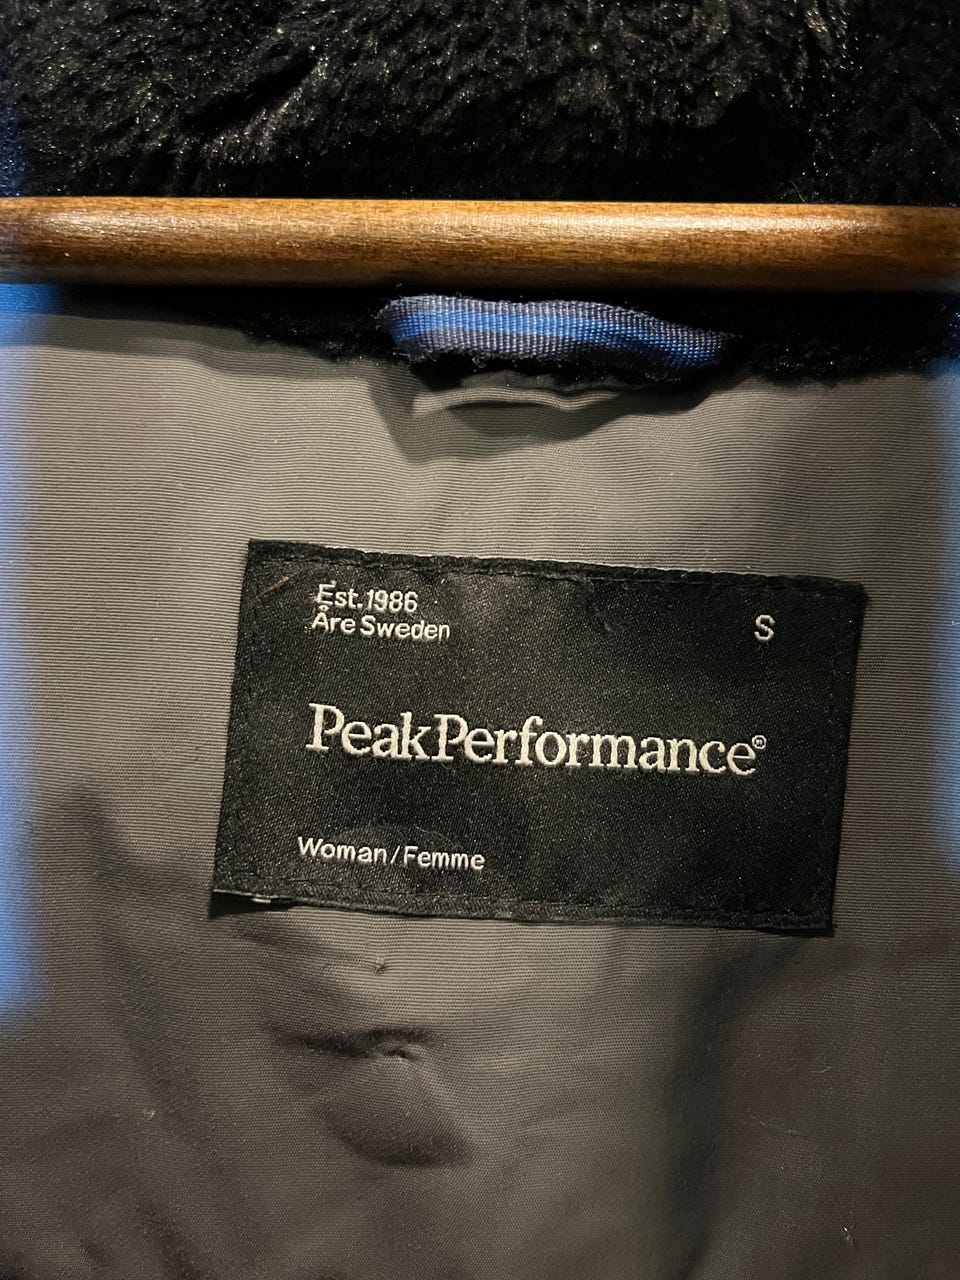 Est.1986
Åre Sweden
S
PeakPerformance®
Woman/Femme